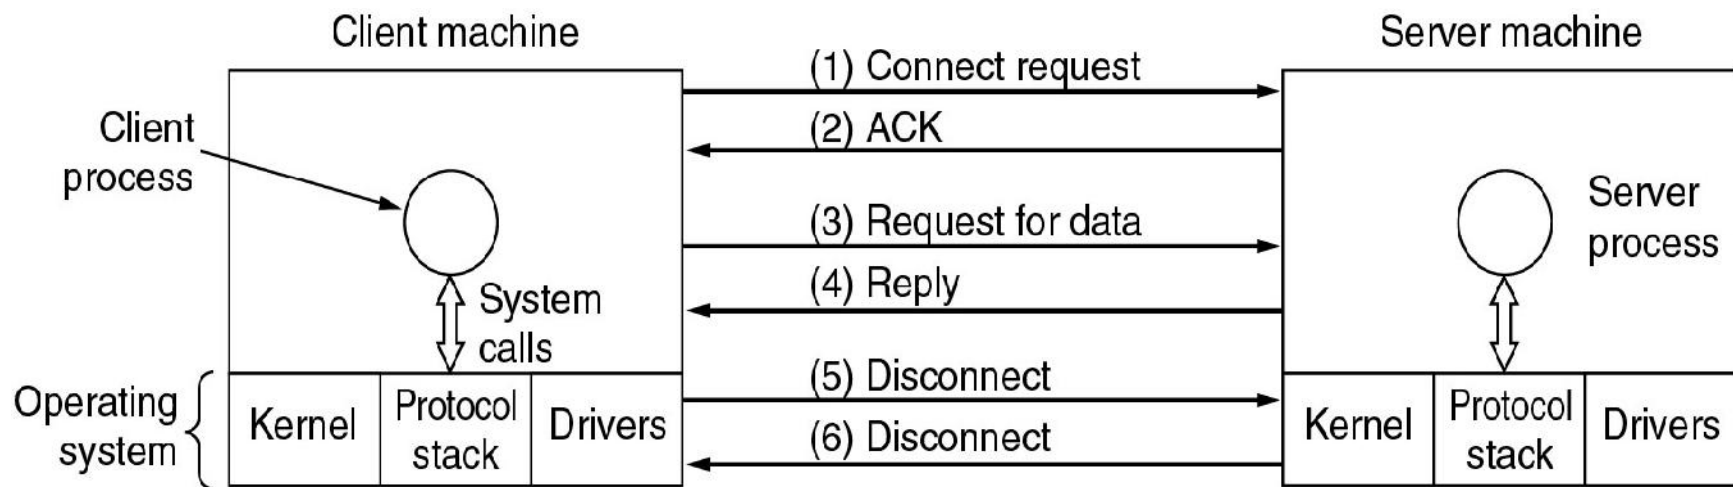 Client machine
Server machine
(1) Connect request
(2) ACK
Client
process
(3) Request for data
Server
process
(4) Reply
System
calls
(5) Disconnect
Operating
system
Kernel
Protocol
stack
Drivers
(6) Disconnect
Kernel
Protocol
stack
Drivers